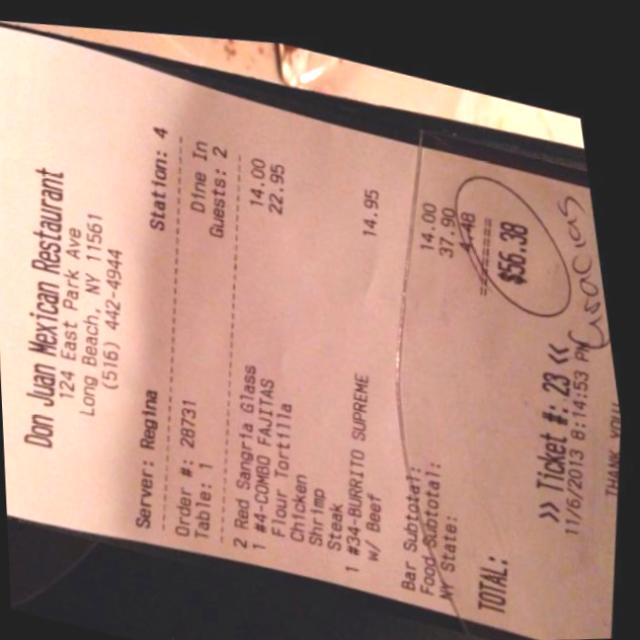 Don Juan Mexican Restaurant
124 East Park Ave
Long Beach, NY 11561
(516) 442-4944
Server: Regina Station: 4
Order #: 28731 Dine In
Table: 1 Guests: 2
2 Red Sangria Glass 14.00
1 #4-COMBO FAJITAS 22.95
Flour Tortilla
Chicken
Shrimp
Steak
1 #34-BURRITO SUPREME 14.95
w/ Beef
Bar Subtotal: 14.00
Food Subtotal: 37.90
NY State: 4.48
TOTAL: $56.38
Gracias
>> Ticket #: 23 <<
11/6/2013 8:14:53 PM
THANK YOU!